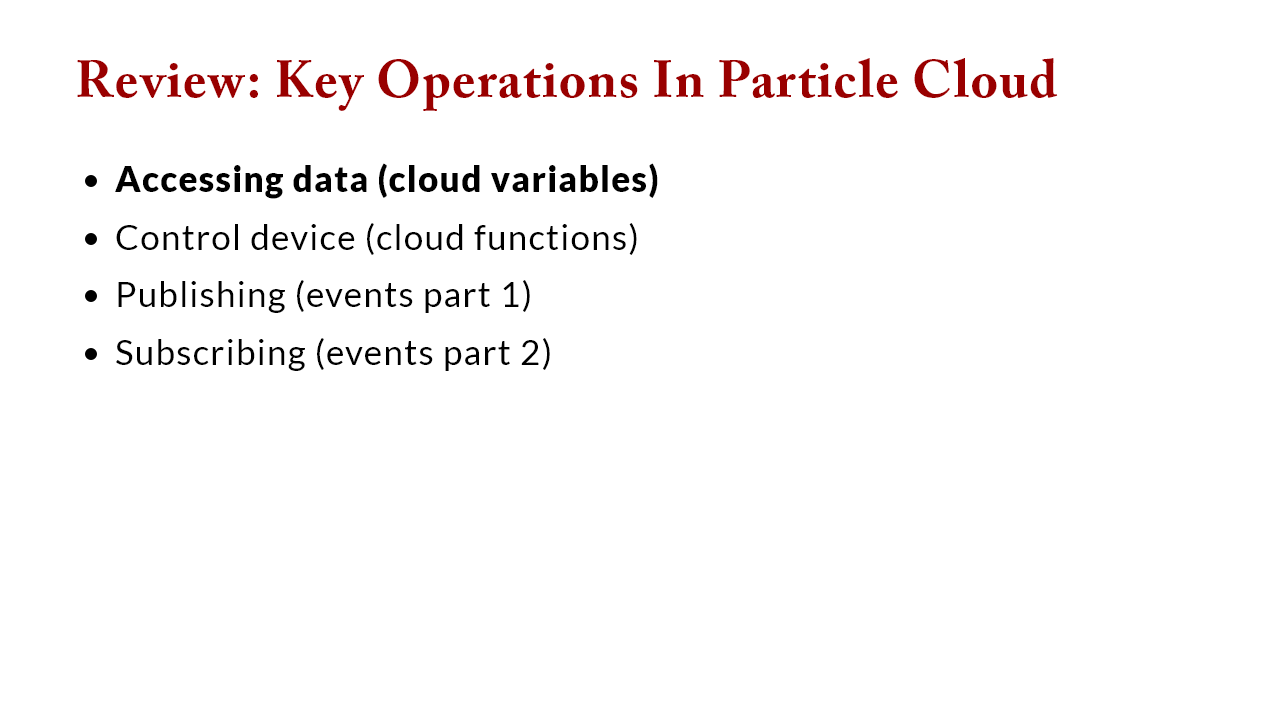 Review: Key Operations In Particle Cloud
• Accessing data (cloud variables)
• Control device (cloud functions)
• Publishing (events part 1)
• Subscribing (events part 2)